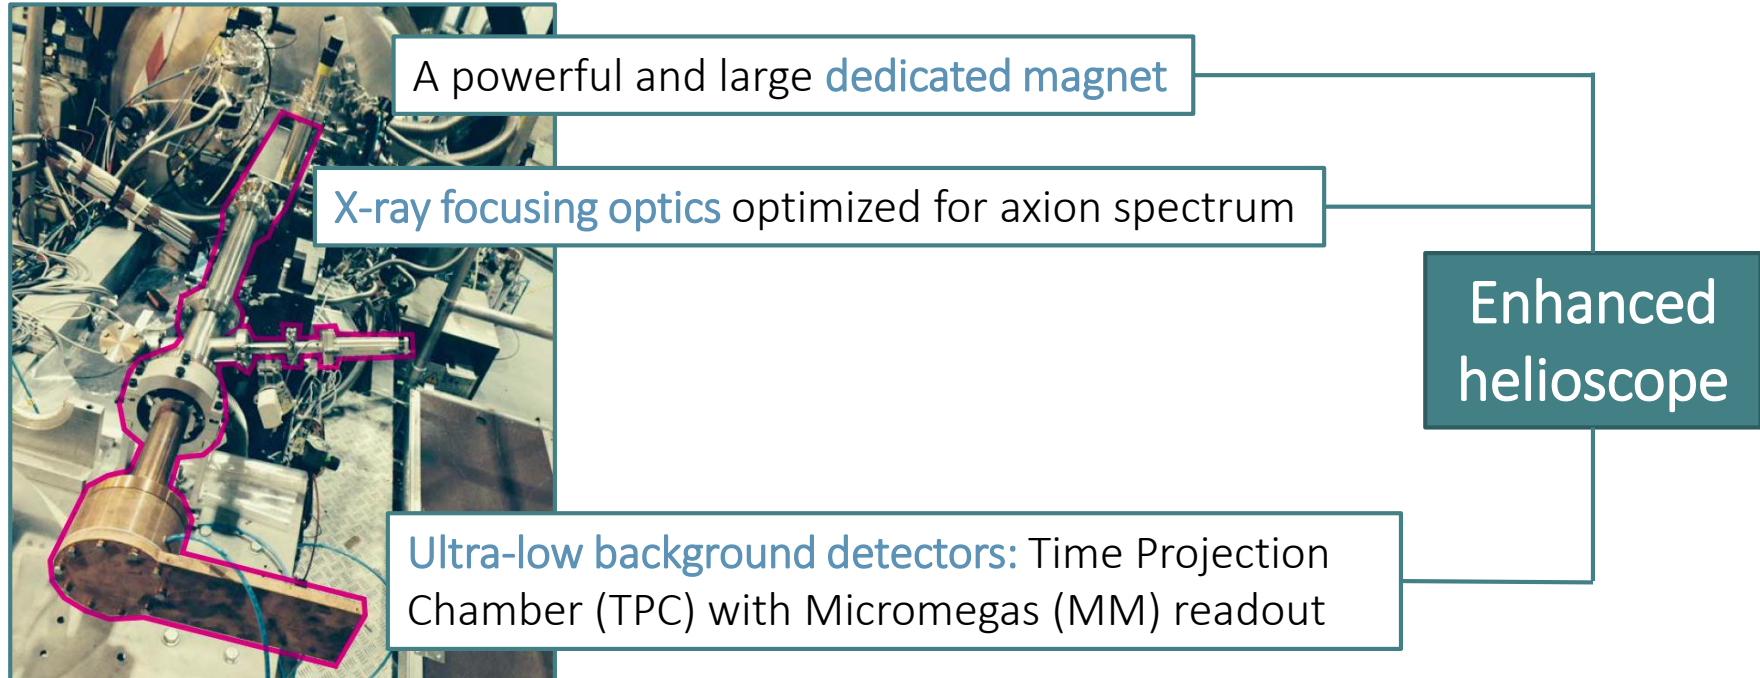 A powerful and large dedicated magnet
X-ray focusing optics optimized for axion spectrum
Enhanced
helioscope
Ultra-low background detectors: Time Projection
Chamber (TPC) with Micromegas (MM) readout